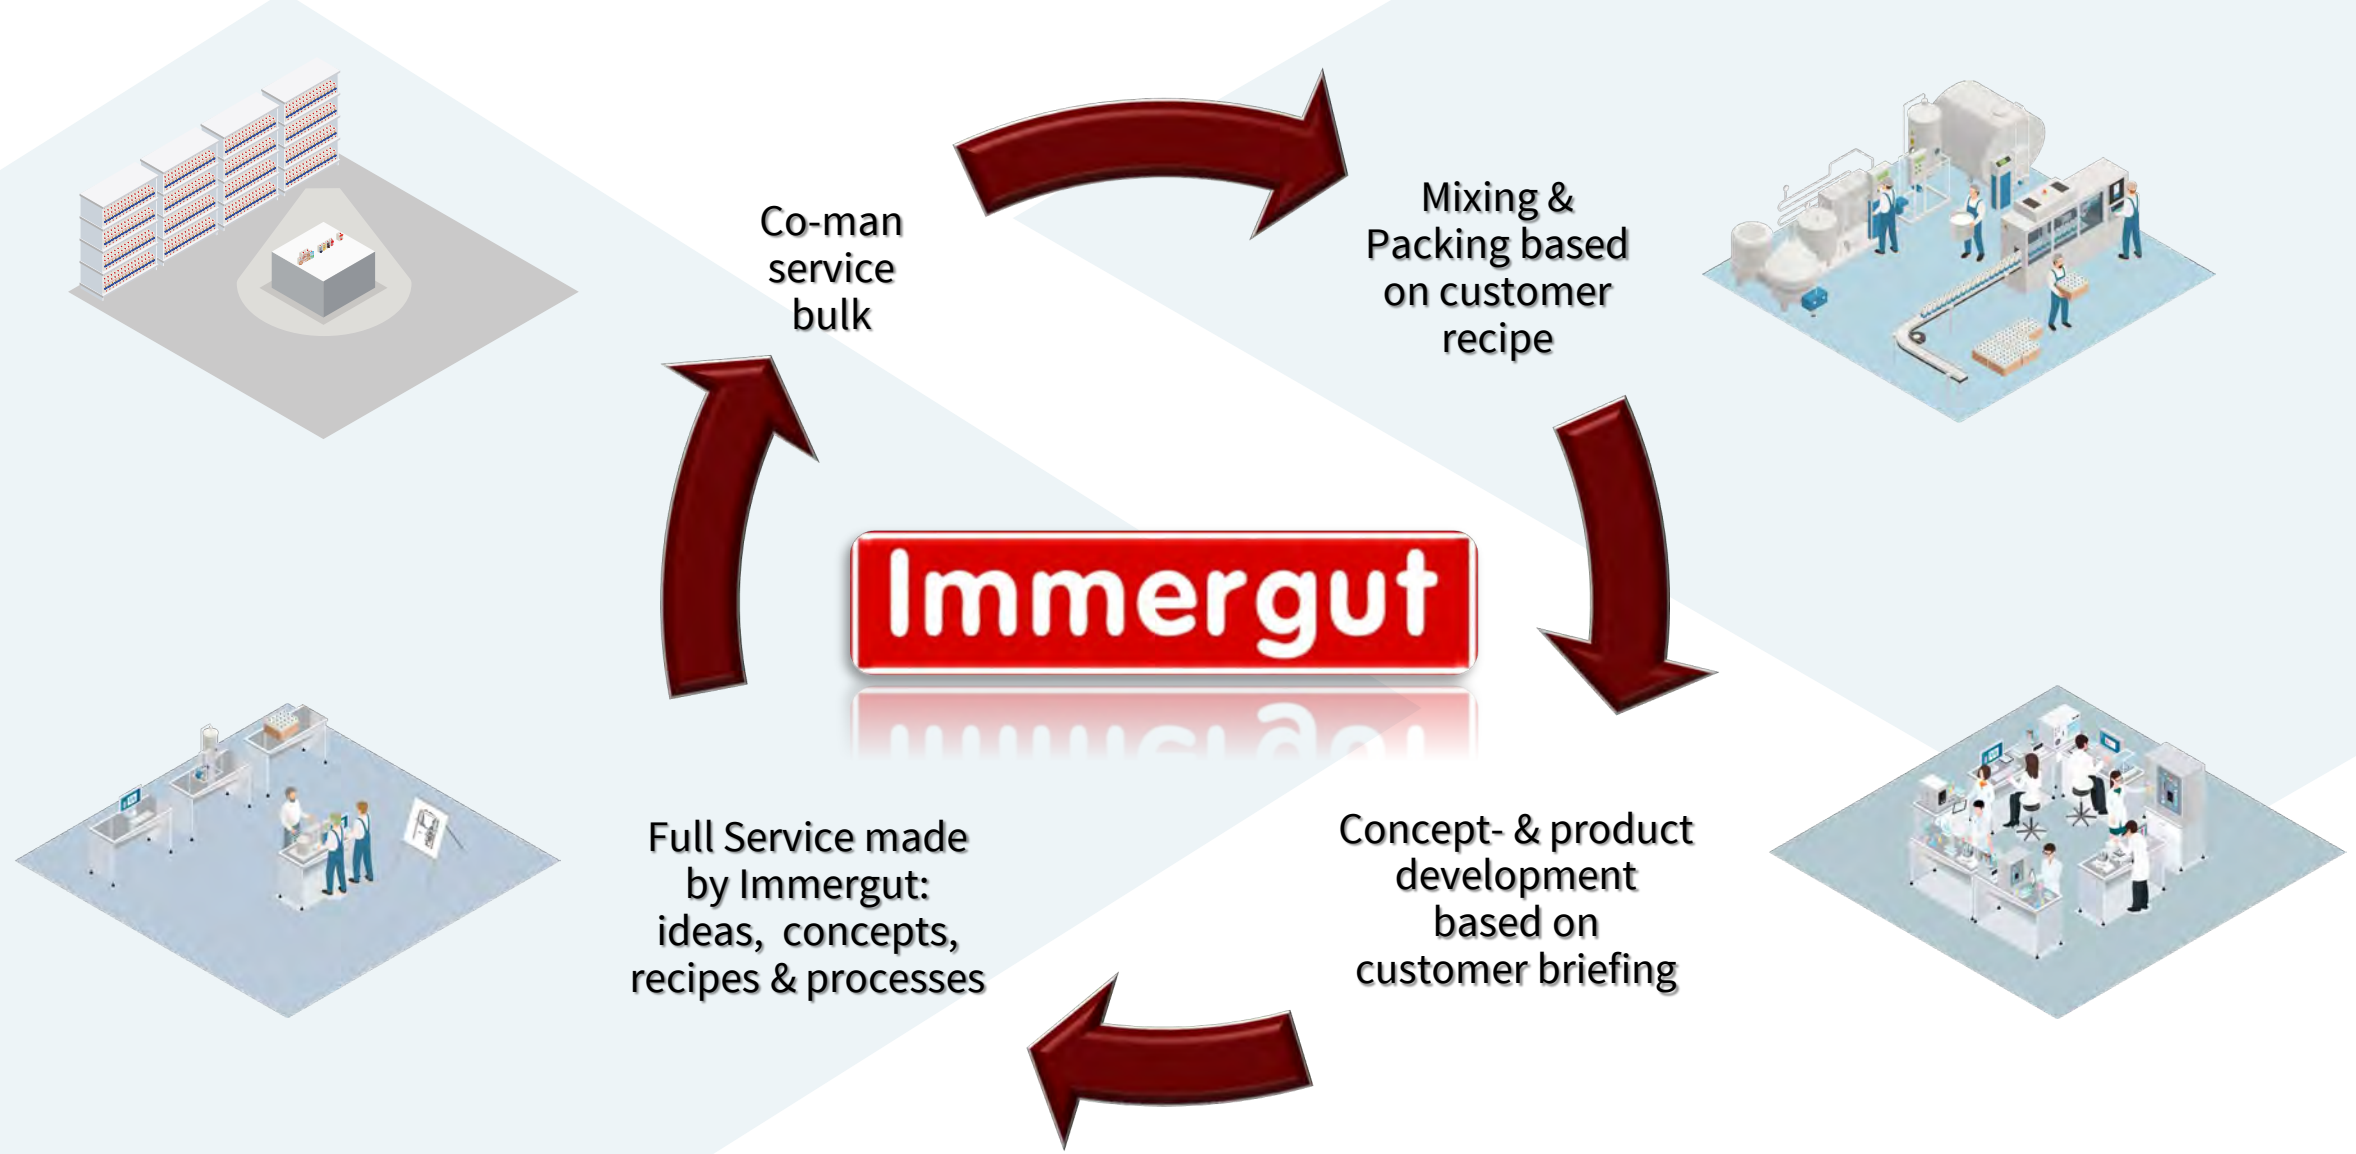 Co-man
service
bulk
Mixing &
Packing based
on customer
recipe
Immergut
Full Service made
by Immergut:
ideas,  concepts,
recipes & processes
Concept- & product
development
based on
customer briefing